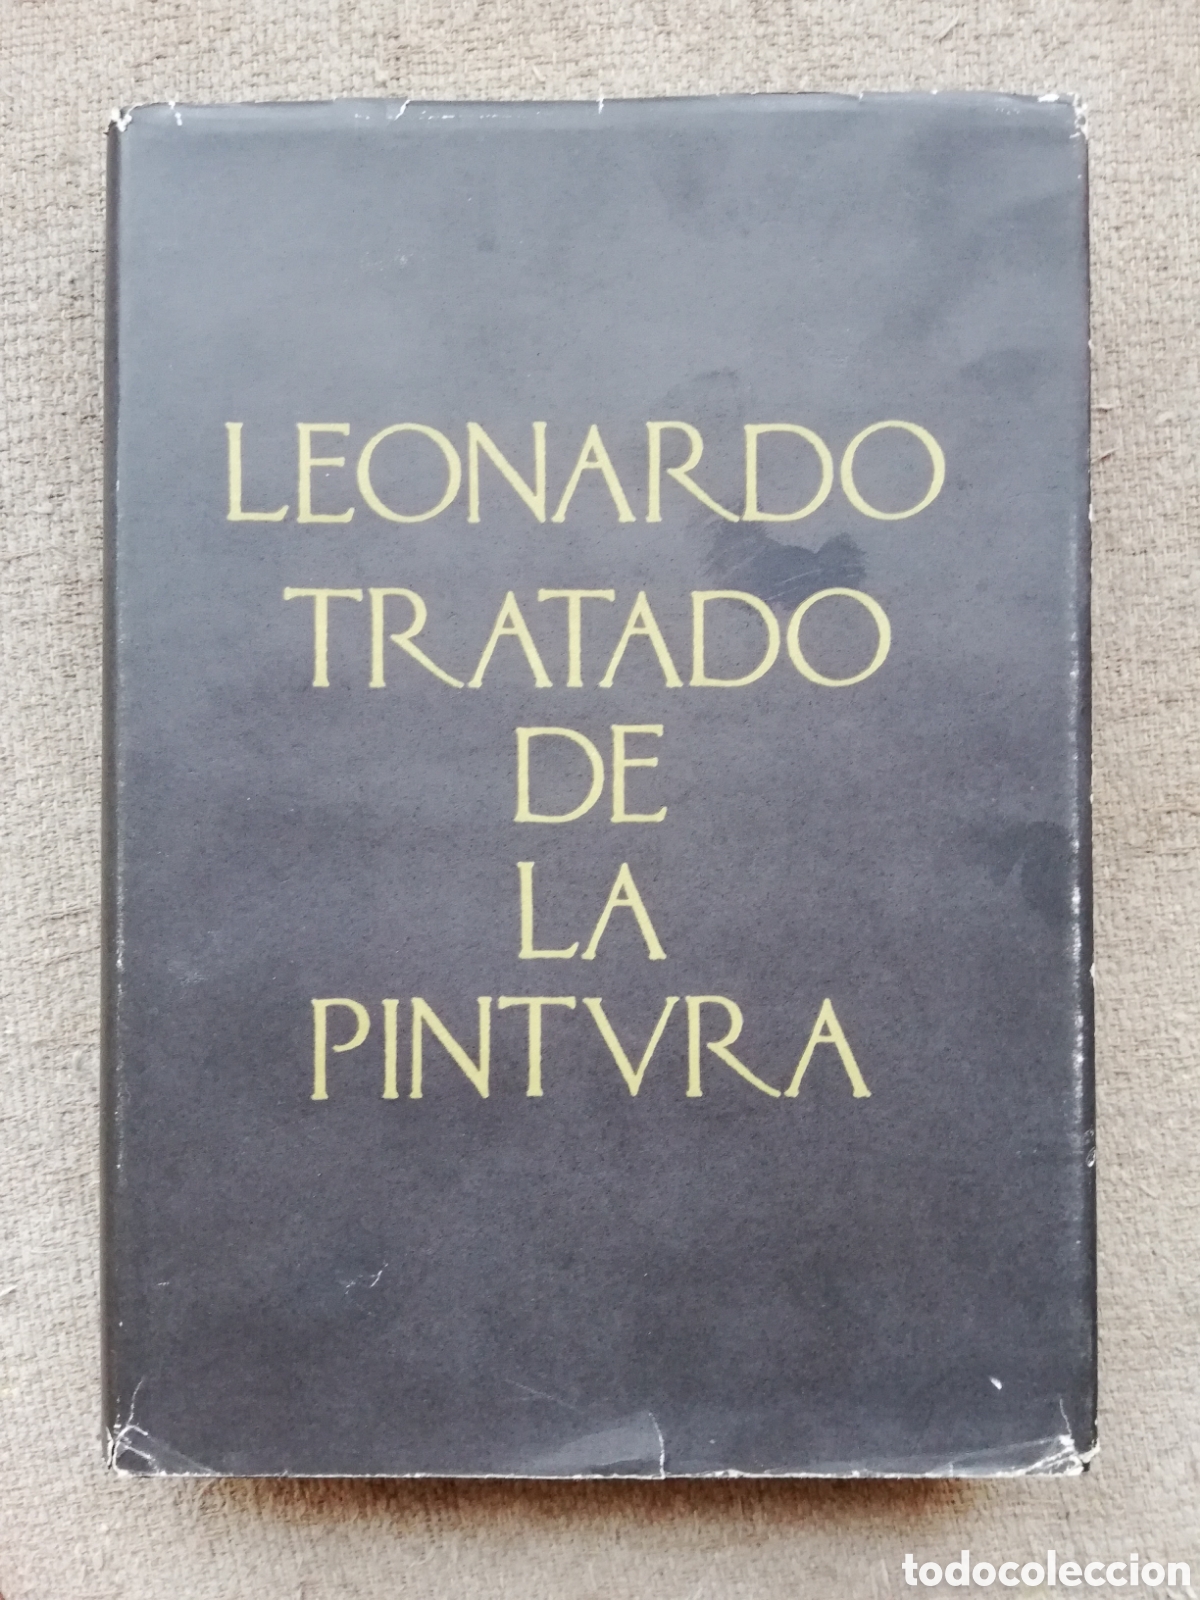 LEONARDO
TRATADO
DE
LA
PINTVRA
todocoleccion